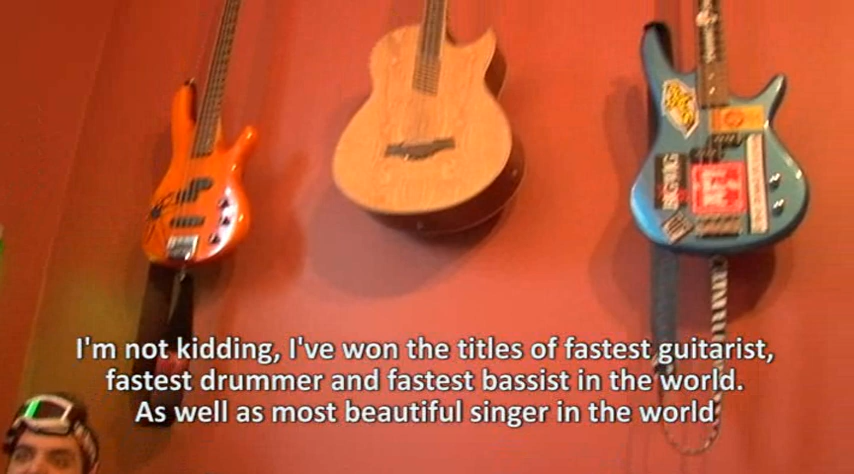 I'm not kidding, I've won the titles of fastest guitarist,
fastest drummer and fastest bassist in the world.
As well as most beautiful singer in the world